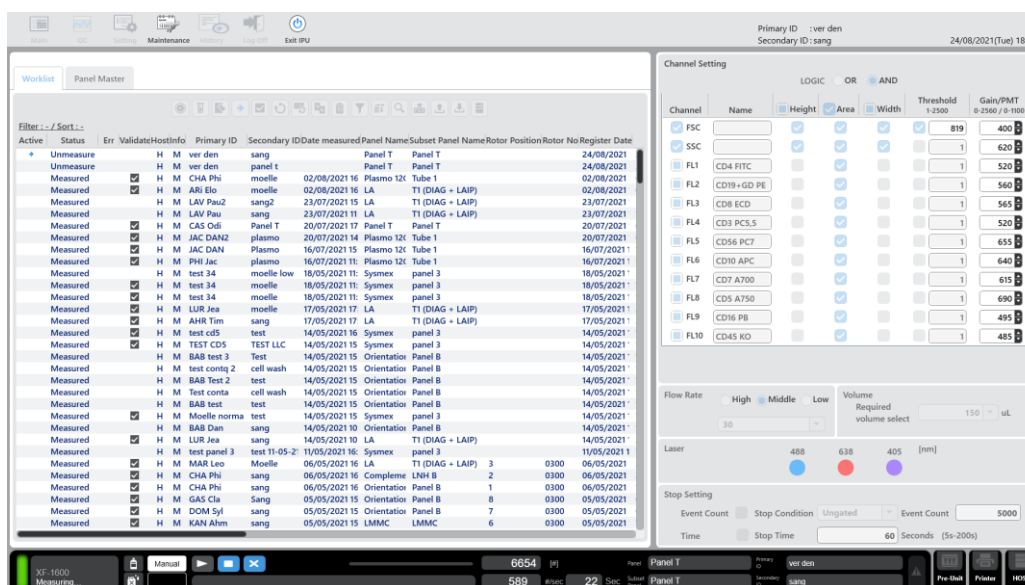 Main QC Setting Maintenance History Log Off Exit IPU
Primary ID : ver den
Secondary ID : sang 24/08/2021(Tue) 18
Worklist Panel Master
Filter : - / Sort : -
Active Status Err Validate Host Info Primary ID Secondary ID Date measured Panel Name Subset Panel Name Rotor Position Rotor No Register Date
Unmeasure H M ver den sang Panel T Panel T 24/08/2021
Unmeasure H M ver den panel t Panel T Panel T 24/08/2021
Measured H M CHA Phi moelle 02/08/2021 16 Plasmo 12C Tube 1 02/08/2021
Measured H M ARi Elo moelle 02/08/2021 16 LA T1 (DIAG + LAIP) 02/08/2021
Measured H M LAV Pau2 sang2 23/07/2021 15 LA T1 (DIAG + LAIP) 23/07/2021
Measured H M LAV Pau sang 23/07/2021 11 LA T1 (DIAG + LAIP) 23/07/2021
Measured H M CAS Odi Panel T 20/07/2021 17 Panel T Panel T 20/07/2021
Measured H M JAC DAN2 plasmo 20/07/2021 14 Plasmo 12C Tube 1 20/07/2021
Measured H M JAC DAN Plasmo 16/07/2021 15 Plasmo 12C Tube 1 16/07/2021 1
Measured H M PHI Jac plasmo 16/07/2021 11: Plasmo 12C Tube 1 16/07/2021 1
Measured H M test 34 moelle low 18/05/2021 11: Sysmex panel 3 18/05/2021
Measured H M test 34 moelle 18/05/2021 11: Sysmex panel 3 18/05/2021
Measured H M test 34 moelle 18/05/2021 11: Sysmex panel 3 18/05/2021
Measured H M LUR Jea moelle 17/05/2021 17 LA T1 (DIAG + LAIP) 17/05/2021 1
Measured H M AHR Tim sang 17/05/2021 17 LA T1 (DIAG + LAIP) 17/05/2021 1
Measured H M test cd5 test 14/05/2021 16 Sysmex panel 3 14/05/2021
Measured H M TEST CD5 TEST LLC 14/05/2021 15 Sysmex panel 3 14/05/2021
Measured H M BAB test 3 Test 14/05/2021 15 Orientation Panel B 14/05/2021
Measured H M test contq 2 cell wash 14/05/2021 15 Orientation Panel B 14/05/2021
Measured H M BAB Test 2 test 14/05/2021 15 Orientation Panel B 14/05/2021
Measured H M Test conta cell wash 14/05/2021 15 Orientation Panel B 14/05/2021
Measured H M BAB test test 14/05/2021 15 Orientation Panel B 14/05/2021
Measured H M Moelle norma test 14/05/2021 15 Sysmex panel 3 14/05/2021
Measured H M BAB Dan sang 14/05/2021 10 Orientation Panel B 14/05/2021
Measured H M LUR Jea sang 14/05/2021 10 LA T1 (DIAG + LAIP) 14/05/2021
Measured H M test panel 3 test 11-05-2 11/05/2021 16: Sysmex panel 3 11/05/2021 1
Measured H M MAR Leo Moelle 06/05/2021 16 LA T1 (DIAG + LAIP) 3 0300 06/05/2021
Measured H M CHA Phi sang 06/05/2021 16 Compleme LNH B 2 0300 06/05/2021
Measured H M CHA Phi sang 06/05/2021 16 Orientation Panel B 1 0300 06/05/2021
Measured H M GAS Cla Sang 05/05/2021 15 Orientation Panel B 8 0300 05/05/2021
Measured H M DOM Syl sang 05/05/2021 15 Orientation Panel B 7 0300 05/05/2021
Measured H M KAN Ahm sang 05/05/2021 15 LMMC LMMC 6 0300 05/05/2021
Channel Setting
LOGIC OR AND
Channel Name Height Area Width Threshold 1-2500 Gain/PMT 0-2560 / 0-1100
FSC 819 400
SSC 1 620
FL1 CD4 FITC 1 520
FL2 CD19+GD PE 1 560
FL3 CD8 ECD 1 565
FL4 CD3 PC5,5 1 520
FL5 CD56 PC7 1 655
FL6 CD10 APC 1 640
FL7 CD7 A700 1 615
FL8 CD5 A750 1 690
FL9 CD16 PB 1 495
FL10 CD45 KO 1 485
Flow Rate High Middle Low
30
Volume
Required volume select 150 uL
Laser 488 638 405 [nm]
Stop Setting
Event Count Stop Condition Ungated Event Count 5000
Time Stop Time 60 Seconds (5s-200s)
XF-1600
Measuring...
Manual
6654 [#] Panel Panel T Primary ID ver den
589 #/sec 22 Sec Subset Panel Panel T Secondary ID sang
Pre-Unit Printer